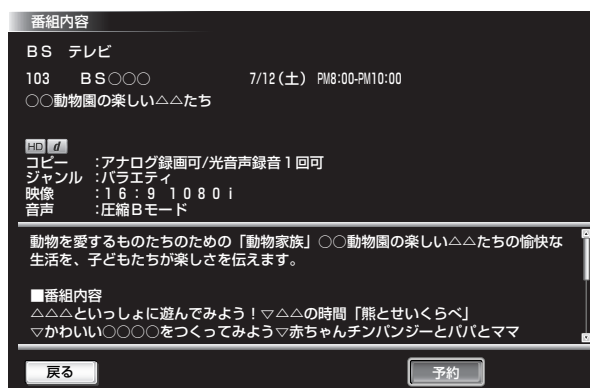 番組内容
BS テレビ
103 BS○○○ 7/12(土) PM8:00-PM10:00
○○動物園の楽しい△△たち
HD d
コピー :アナログ録画可/光音声録音1回可
ジャンル :バラエティ
映像 :16:9 1080i
音声 :圧縮Bモード
動物を愛するものたちのための「動物家族」○○動物園の楽しい△△たちの愉快な
生活を、子どもたちが楽しさを伝えます。
■番組内容
△△△といっしょに遊んでみよう!▽△△の時間「熊とせいくらべ」
▽かわいい○○○○をつくってみよう▽赤ちゃんチンパンジーとパパとママ
戻る
予約